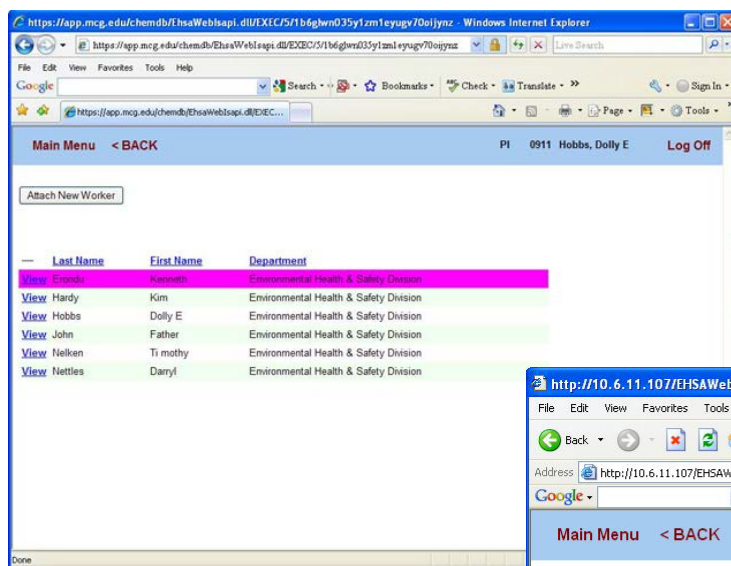 https://app.mcg.edu/chemdb/EhsaWebIsapi.dll/EXEC/5/1b6glwn035y1zm1eyugv70oijynz - Windows Internet Explorer
https://app.mcg.edu/chemdb/EhsaWebIsapi.dll/EXEC/5/1b6glwn035y1zm1eyugv70oijynz Live Search
File Edit View Favorites Tools Help
Google Search Bookmarks ABC Check Translate » Sign In
https://app.mcg.edu/chemdb/EhsaWebIsapi.dll/EXEC... Page Tools »
Main Menu < BACK PI 0911 Hobbs, Dolly E Log Off
Attach New Worker
— Last Name First Name Department
View Erondu Kenneth Environmental Health & Safety Division
View Hardy Kim Environmental Health & Safety Division
View Hobbs Dolly E Environmental Health & Safety Division
View John Father Environmental Health & Safety Division
View Nelken Ti mothy Environmental Health & Safety Division
View Nettles Darryl Environmental Health & Safety Division
Done
http://10.6.11.107/EHSAWeb
File Edit View Favorites Tools
Back
Address http://10.6.11.107/EHSAW
Google
Main Menu < BACK